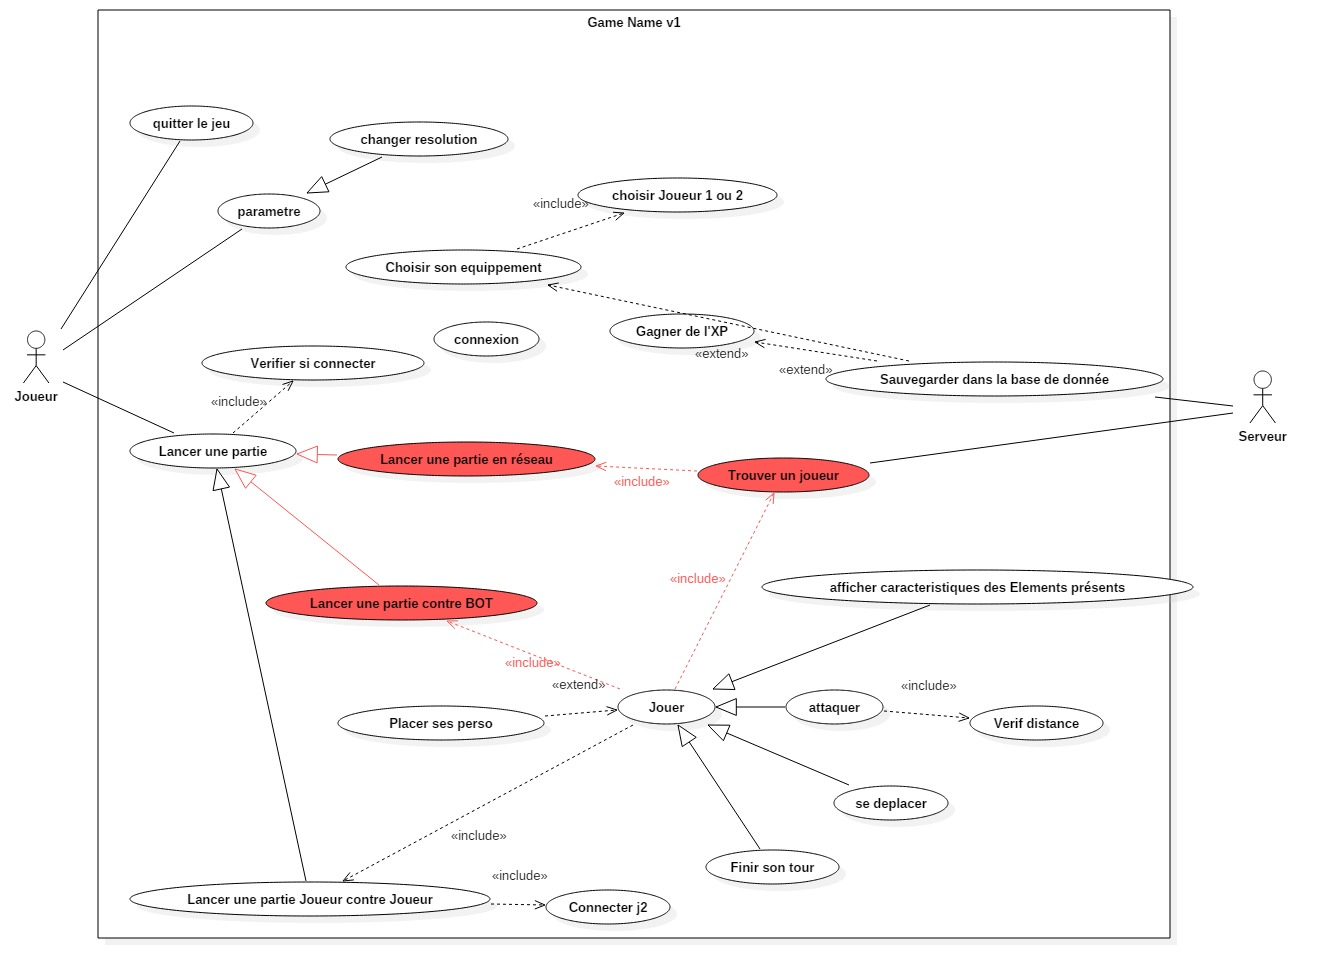 Game Name v1
quitter le jeu
changer resolution
parametre
choisir Joueur 1 ou 2
«include»
Choisir son equippement
Gagner de l'XP
connexion
«extend»
Verifier si connecter
«extend»
Sauvegarder dans la base de donnée
Joueur
«include»
Serveur
Lancer une partie
Lancer une partie en réseau
Trouver un joueur
«include»
«include»
afficher caracteristiques des Elements présents
Lancer une partie contre BOT
«include»
«extend»
«include»
Jouer
attaquer
Placer ses perso
Verif distance
se deplacer
«include»
Finir son tour
«include»
Lancer une partie Joueur contre Joueur
Connecter j2